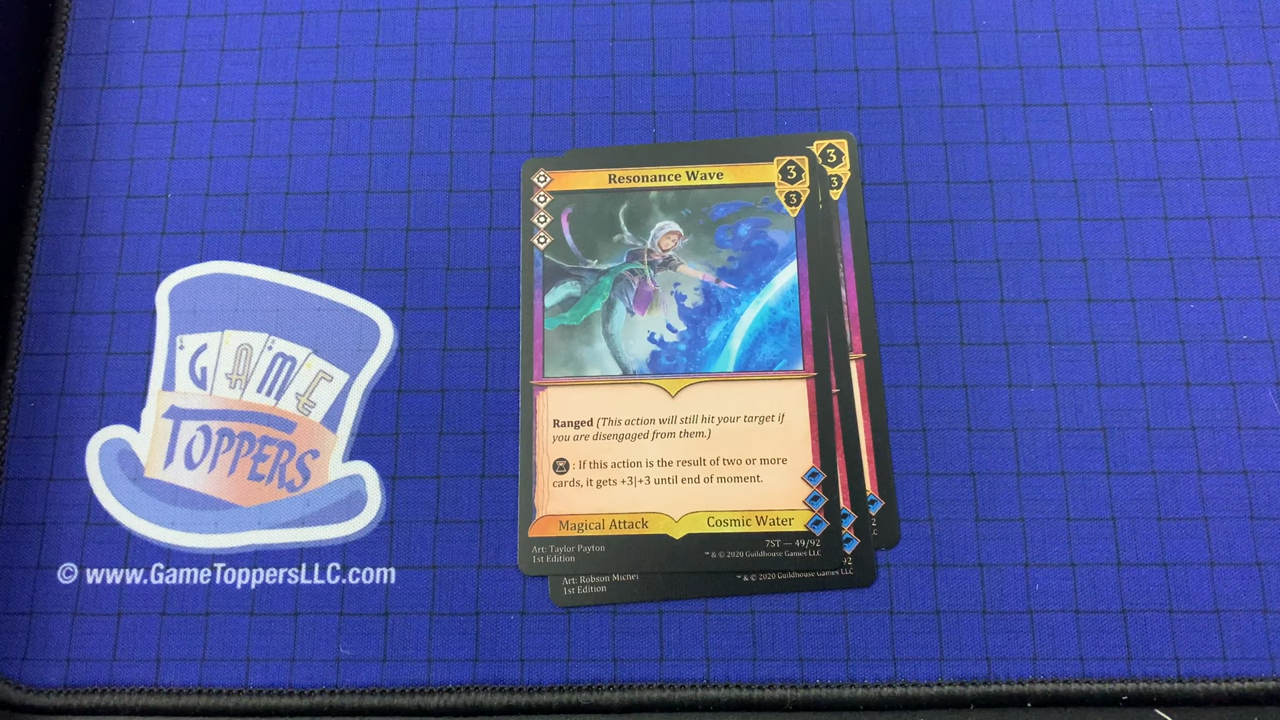 Resonance Wave
3
3
3
3
Ranged (This action will still hit your target if
you are disengaged from them.)
: If this action is the result of two or more
cards, it gets +3|+3 until end of moment.
Magical Attack
Cosmic Water
Art: Taylor Payton
1st Edition
7ST — 49/92
™ & © 2020 Guildhouse Games LLC
Art: Robson Michel
1st Edition
™ & © 2020 Guildhouse Games LLC
GAME
TOPPERS
© www.GameToppersLLC.com